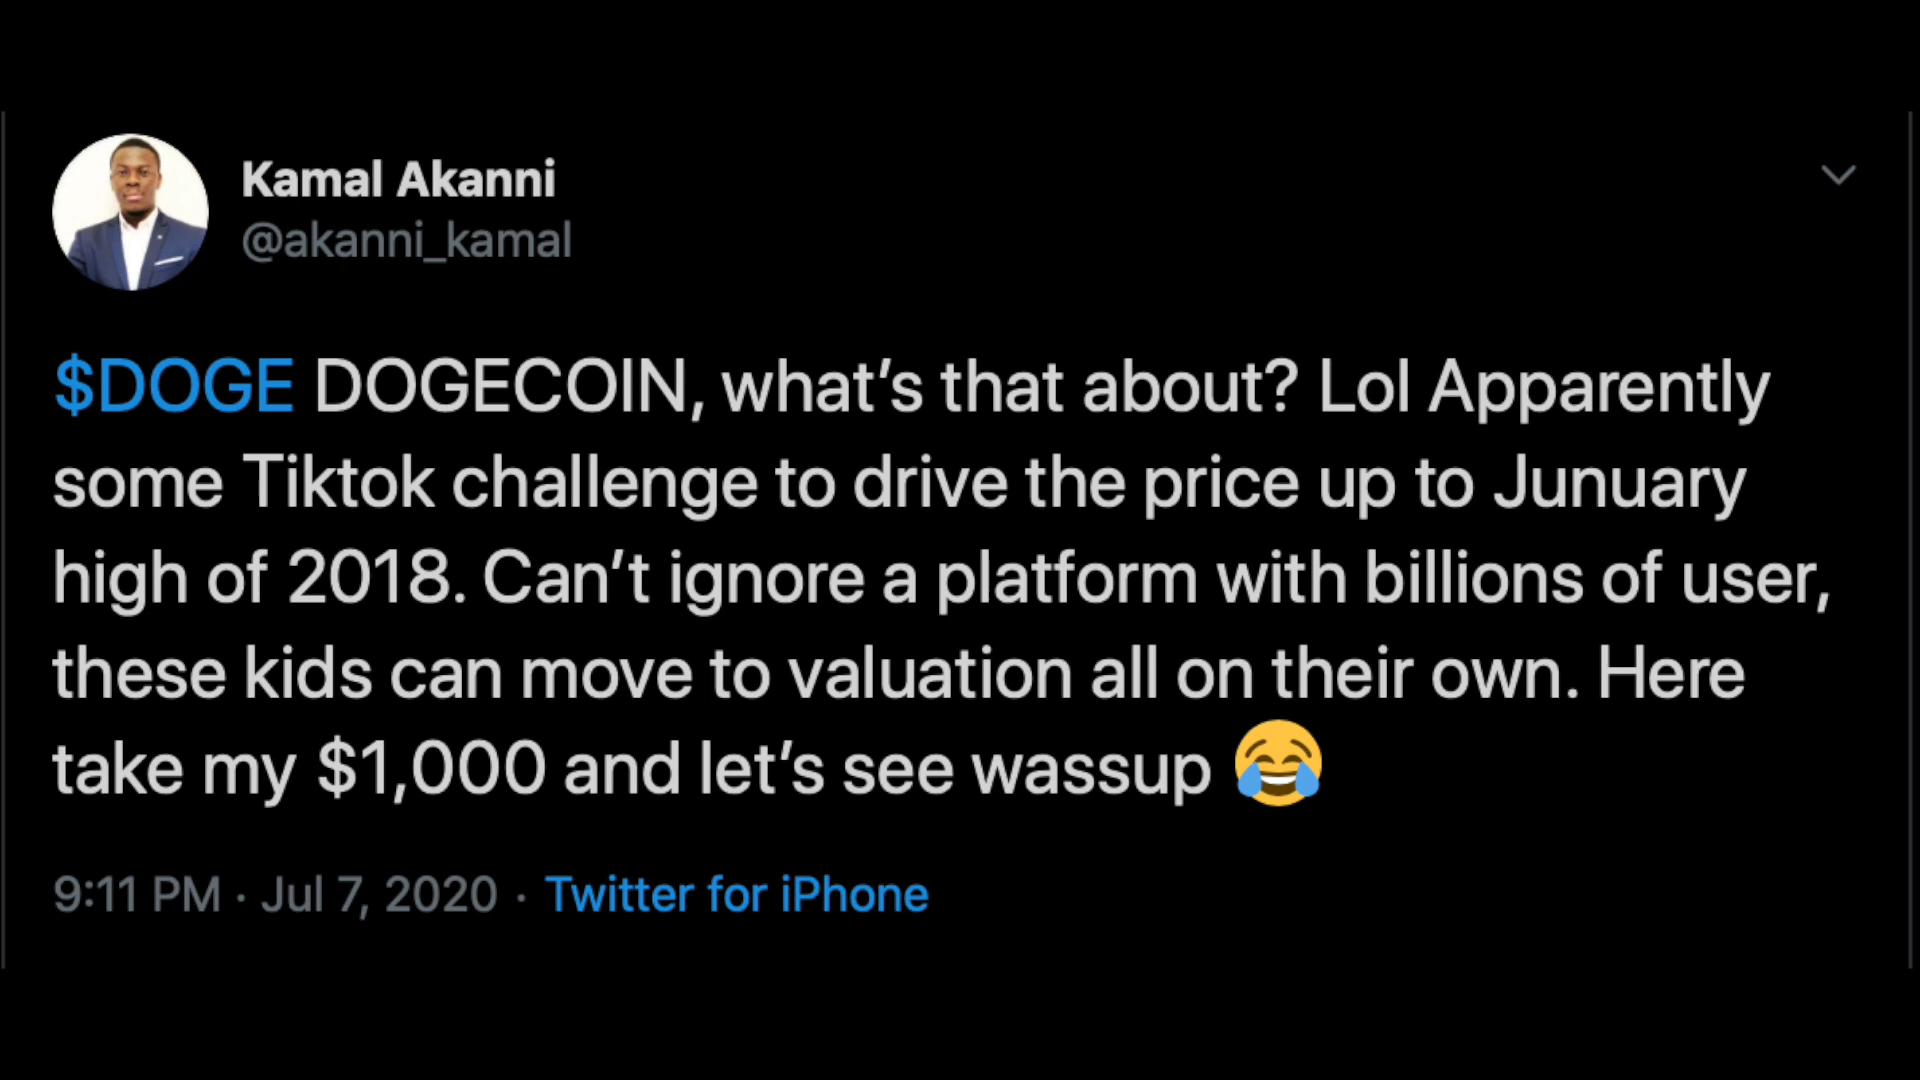 Kamal Akanni
@akanni_kamal
$DOGE DOGECOIN, what’s that about? Lol Apparently
some Tiktok challenge to drive the price up to Junuary
high of 2018. Can’t ignore a platform with billions of user,
these kids can move to valuation all on their own. Here
take my $1,000 and let’s see wassup 😂
9:11 PM · Jul 7, 2020 · Twitter for iPhone